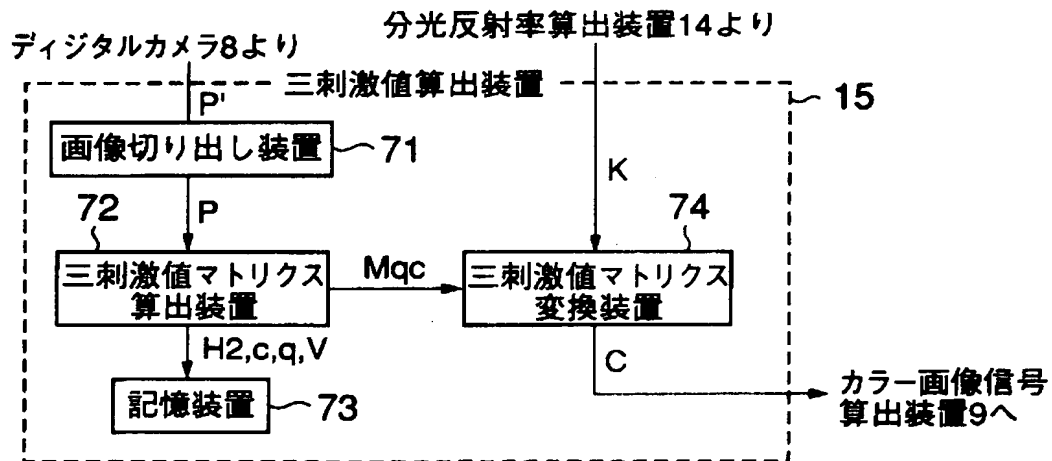 分光反射率算出装置14より
ディジタルカメラ8より
三刺激値算出装置
15
P'
画像切り出し装置
71
K
P
72
74
三刺激値マトリクス
算出装置
Mqc
三刺激値マトリクス
変換装置
H2,c,q,V
C
記憶装置
73
カラー画像信号
算出装置9へ